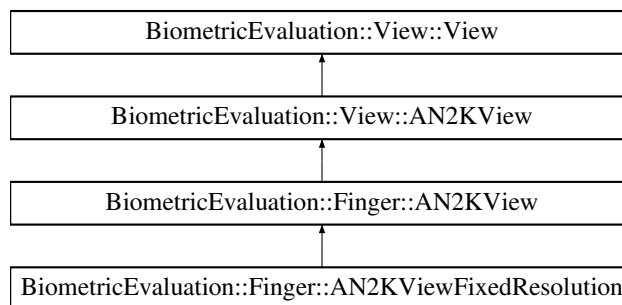 BiometricEvaluation::View::View
BiometricEvaluation::View::AN2KView
BiometricEvaluation::Finger::AN2KView
BiometricEvaluation::Finger::AN2KViewFixedResolution